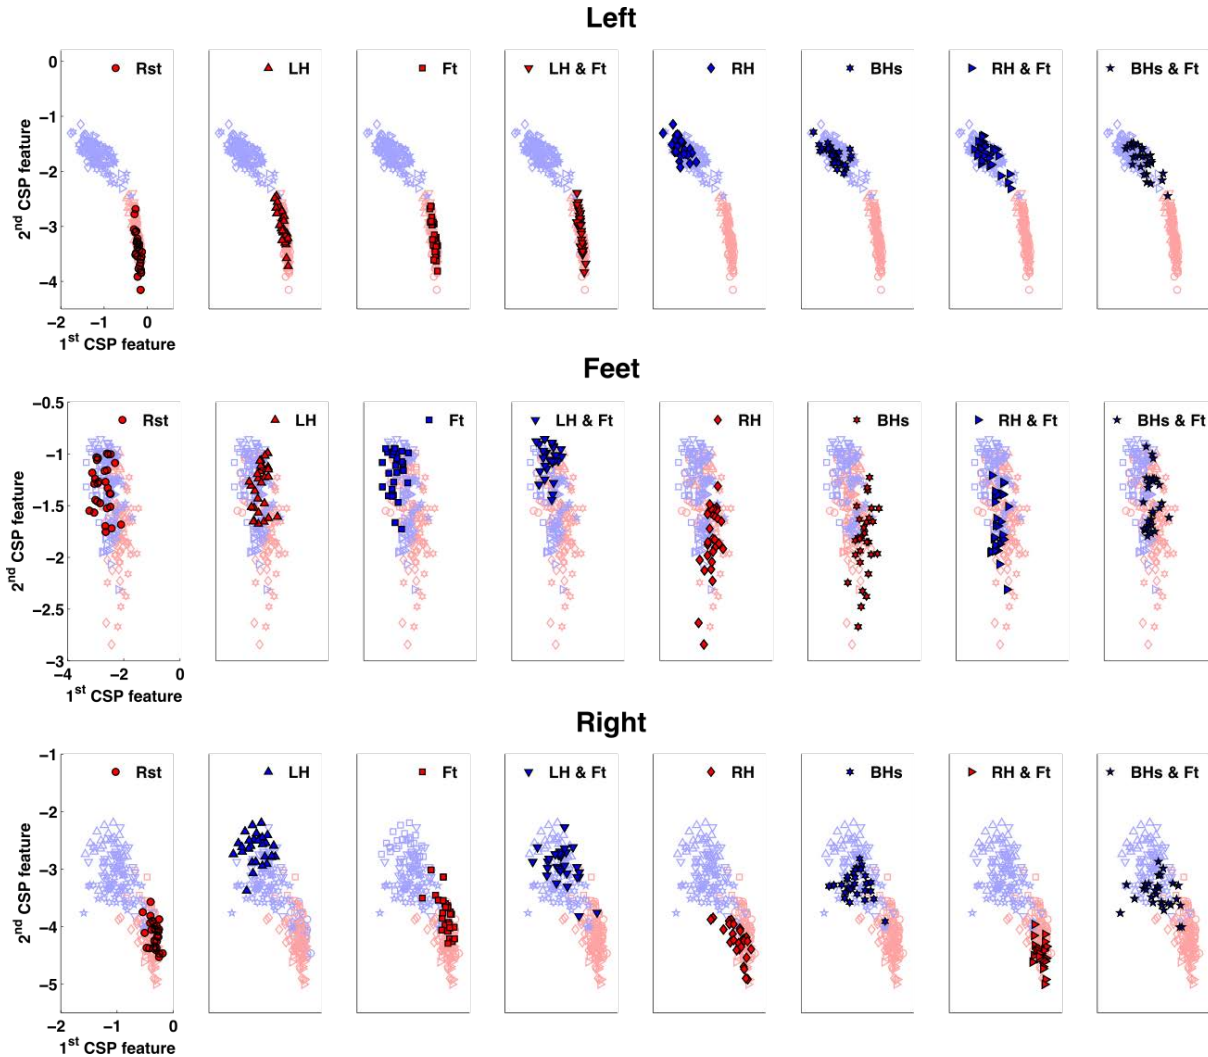 Left
Rst LH Ft LH & Ft RH BHs RH & Ft BHs & Ft
0
−1
−2
−3
−4
2nd CSP feature
−2 −1 0
1st CSP feature
Feet
Rst LH Ft LH & Ft RH BHs RH & Ft BHs & Ft
−0.5
−1
−1.5
−2
−2.5
−3
2nd CSP feature
−4 −2 0
1st CSP feature
Right
Rst LH Ft LH & Ft RH BHs RH & Ft BHs & Ft
−1
−2
−3
−4
−5
2nd CSP feature
−2 −1 0
1st CSP feature